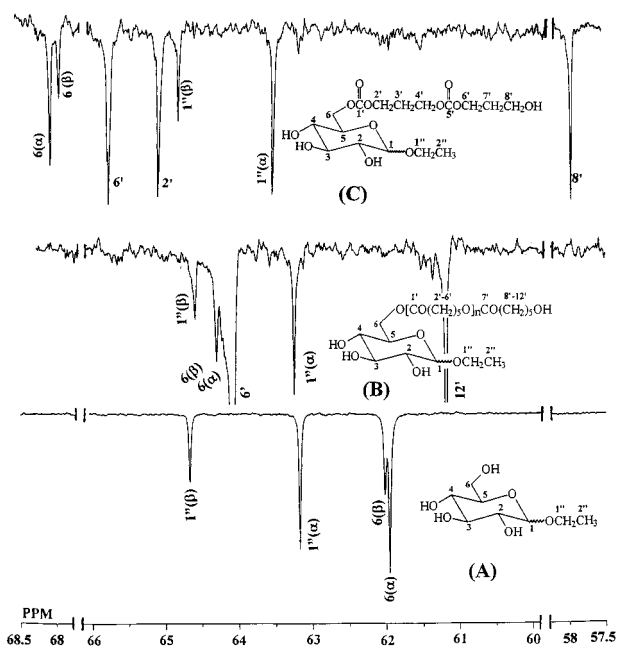 6(α)
6 (β)
6'
2'
1''(β)
1''(α)
8'
O O
6 OCOCH₂CH₂CH₂OCOCH₂CH₂CH₂OH
1' 2' 3' 4' 5' 6' 7' 8'
HO 4 5 O
HO 3 2 OH 1 OCH₂CH₃
1'' 2''
(C)
1''(β)
6(β)
6(α)
6'
1''(α)
12'
1' 2'-6' 7' 8'-12'
O[CO(CH₂)₅O]nCO(CH₂)₅OH
6
HO 4 5 O
HO 3 2 OH 1 OCH₂CH₃
1'' 2''
(B)
1''(β)
1''(α)
6(β)
6(α)
6 OH
HO 4 5 O
HO 3 2 OH 1 OCH₂CH₃
1'' 2''
(A)
PPM
68.5 68 66 65 64 63 62 61 60 58 57.5